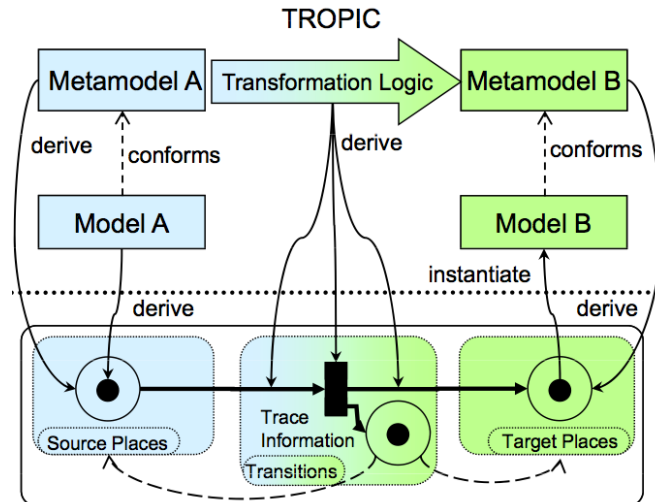 TROPIC
Metamodel A
Transformation Logic
Metamodel B
derive
conforms
derive
conforms
Model A
Model B
instantiate
derive
derive
Trace
Information
Source Places
Transitions
Target Places